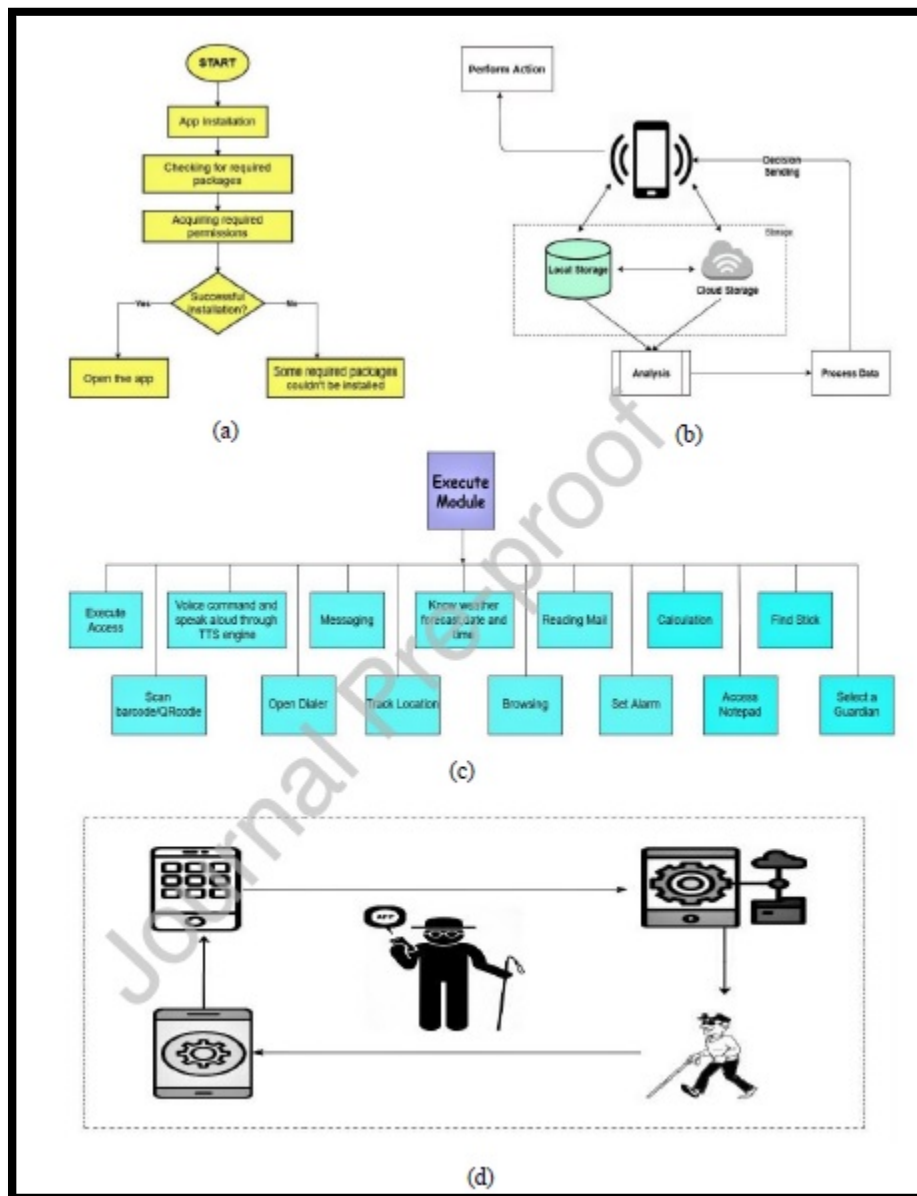 START
App Installation
Checking for required
packages
Acquiring required
permissions
Successful
installation?
Yes
No
Open the app
Some required packages
couldn't be installed
(a)
Perform Action
Decision
Sending
Storage
Local Storage
Cloud Storage
Analysis
Process Data
(b)
Execute
Module
Execute
Access
Voice command and
speak aloud through
TTS engine
Messaging
Know weather
forecast,date and
time
Reading Mail
Calculation
Find Stick
Scan
barcode/QRcodie
Open Dialer
Track Location
Browsing
Set Alarm
Access
Notepad
Select a
Guardian
(c)
APP
(d)
Journal Pre-proof